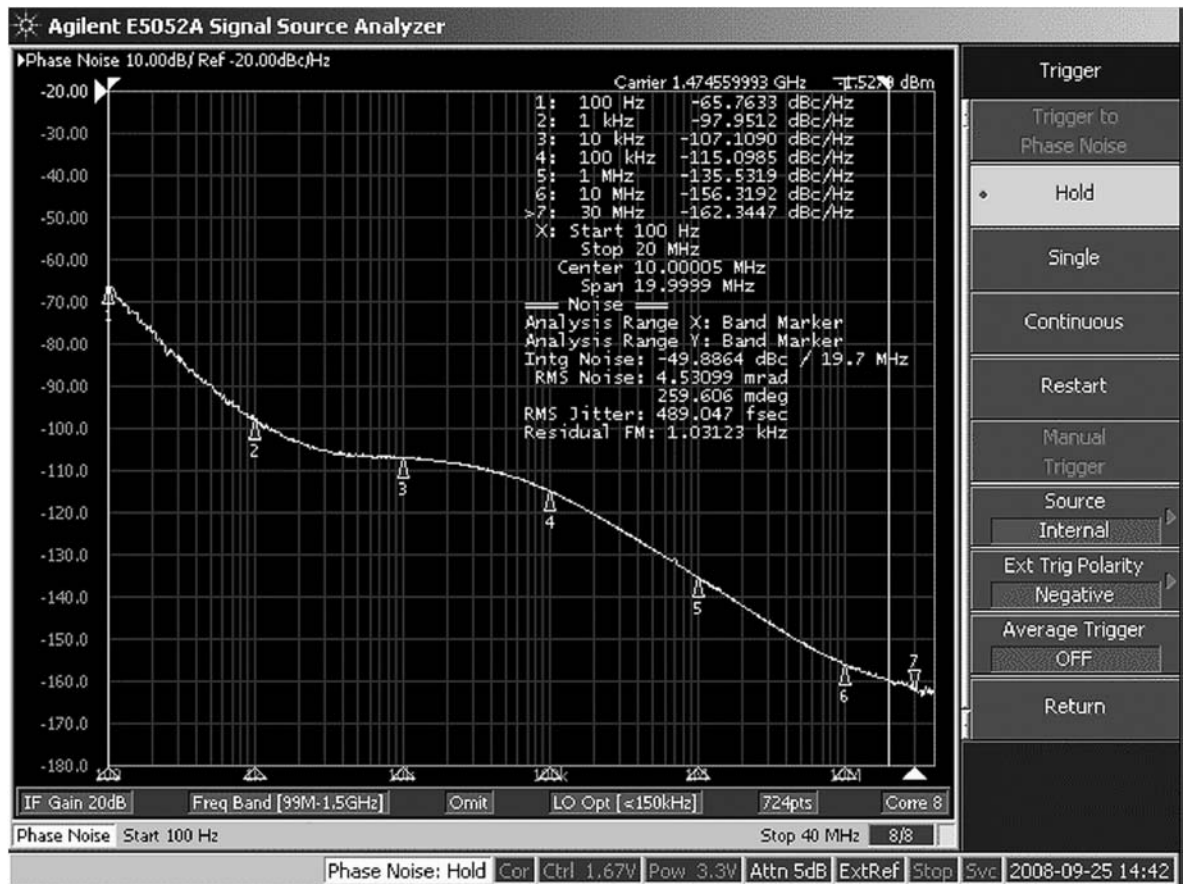 Agilent E5052A Signal Source Analyzer
Phase Noise 10.00dB/ Ref -20.00dBc/Hz
Carrier 1.474559993 GHz dBm
1: 100 Hz -65.7633 dBc/Hz
2: 1 kHz -97.9512 dBc/Hz
3: 10 kHz -107.1090 dBc/Hz
4: 100 kHz -115.0985 dBc/Hz
5: 1 MHz -135.5319 dBc/Hz
6: 10 MHz -156.3192 dBc/Hz
>7: 30 MHz -162.3447 dBc/Hz
X: Start 100 Hz
Stop 20 MHz
Center 10.00005 MHz
Span 19.9999 MHz
Noise
Analysis Range X: Band Marker
Analysis Range Y: Band Marker
Intg Noise: -49.8864 dBc / 19.7 MHz
RMS Noise: 4.53099 mrad
259.606 mdeg
RMS Jitter: 489.047 fsec
Residual FM: 1.03123 kHz
-20.00
-30.00
-40.00
-50.00
-60.00
-70.00
-80.00
-90.00
-100.0
-110.0
-120.0
-130.0
-140.0
-150.0
-160.0
-170.0
-180.0
1
2
3
4
5
6
7
10M
IF Gain 20dB
Freq Band [99M-1.5GHz]
Omit
LO Opt [<150kHz]
724pts
Corre 8
Phase Noise Start 100 Hz
Stop 40 MHz
8/8
Phase Noise: Hold
Cor
Ctrl 1.67V
Pow 3.3V
Attn 5dB
ExtRef
Stop
Svc
2008-09-25 14:42
Trigger
Trigger to
Phase Noise
Hold
Single
Continuous
Restart
Manual
Trigger
Source
Internal
Ext Trig Polarity
Negative
Average Trigger
OFF
Return